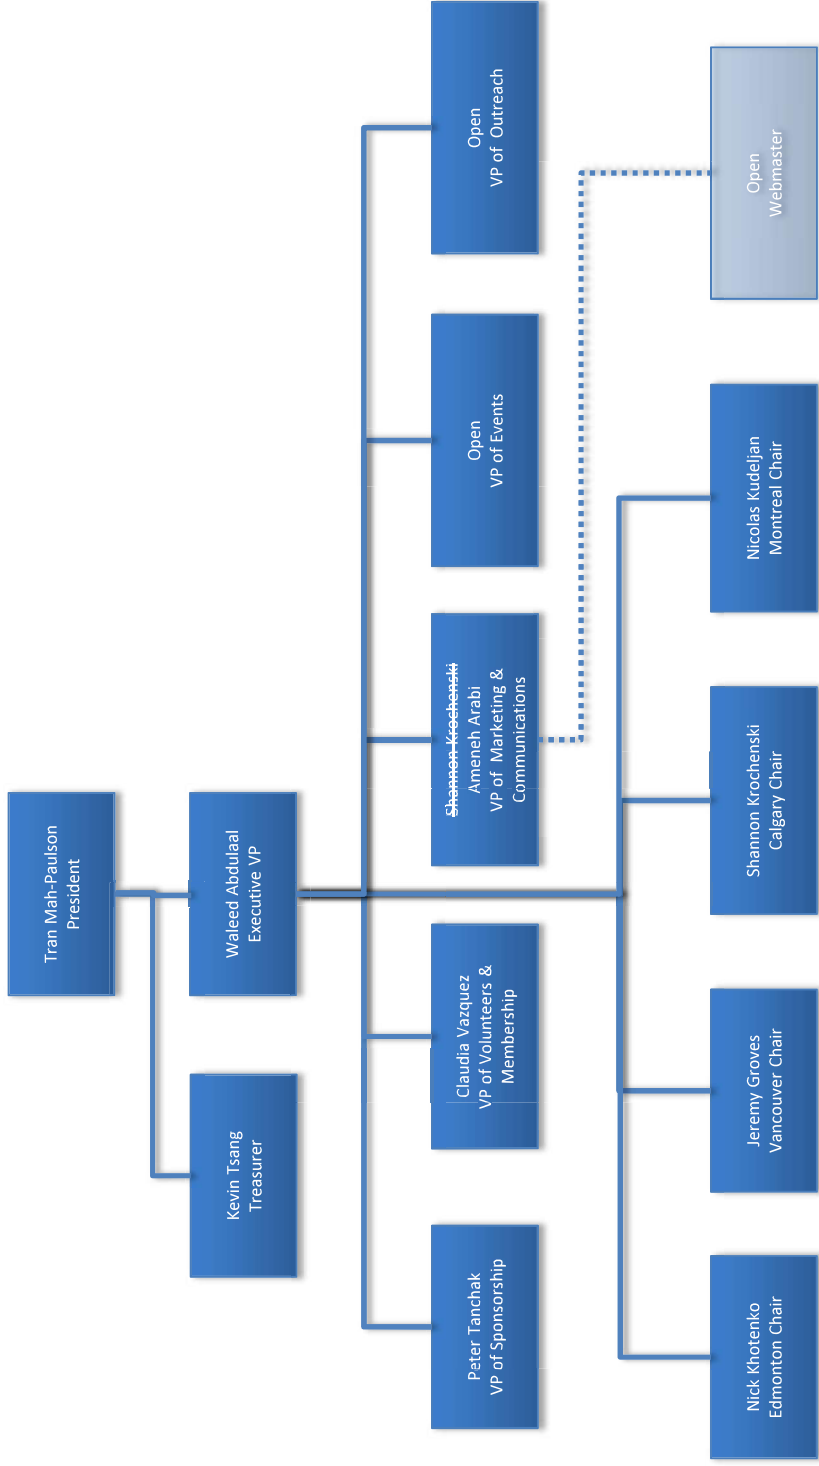 Tran Mah-Paulson
President
Kevin Tsang
Treasurer
Waleed Abdulaal
Executive VP
Peter Tanchak
VP of Sponsorship
Claudia Vazquez
VP of Volunteers &
Membership
Shannon Krochenski
Ameneh Arabi
VP of Marketing &
Communications
Open
VP of Events
Open
VP of Outreach
Nick Khotenko
Edmonton Chair
Jeremy Groves
Vancouver Chair
Shannon Krochenski
Calgary Chair
Nicolas Kudeljan
Montreal Chair
Open
Webmaster